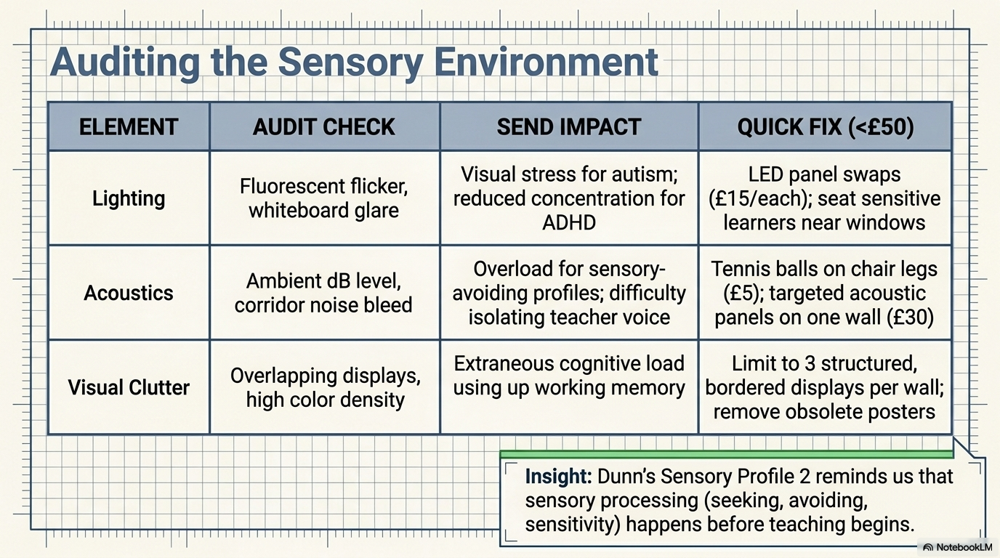 Auditing the Sensory Environment
ELEMENT
AUDIT CHECK
SEND IMPACT
QUICK FIX (<£50)
Lighting
Fluorescent flicker,
whiteboard glare
Visual stress for autism;
reduced concentration for
ADHD
LED panel swaps
(£15/each); seat sensitive
learners near windows
Acoustics
Ambient dB level,
corridor noise bleed
Overload for sensory-
avoiding profiles; difficulty
isolating teacher voice
Tennis balls on chair legs
(£5); targeted acoustic
panels on one wall (£30)
Visual Clutter
Overlapping displays,
high color density
Extraneous cognitive load
using up working memory
Limit to 3 structured,
bordered displays per wall;
remove obsolete posters
Insight: Dunn’s Sensory Profile 2 reminds us that
sensory processing (seeking, avoiding,
sensitivity) happens before teaching begins.
NotebookLM